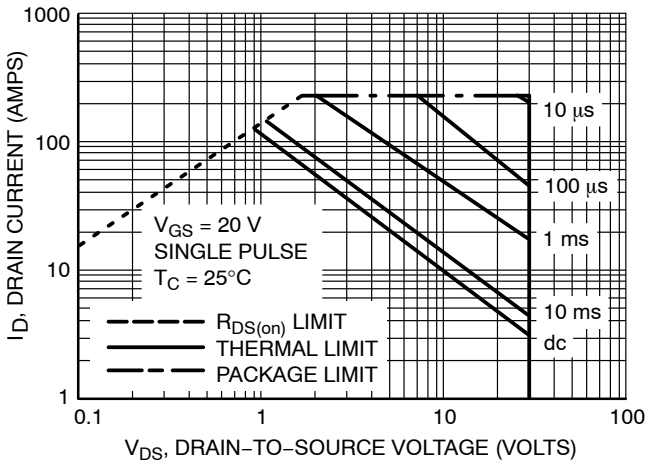 1000
100
10
1
I_D, DRAIN CURRENT (AMPS)
10 μs
100 μs
1 ms
10 ms
dc
V_GS = 20 V
SINGLE PULSE
T_C = 25°C
R_DS(on) LIMIT
THERMAL LIMIT
PACKAGE LIMIT
0.1
1
10
100
V_DS, DRAIN−TO−SOURCE VOLTAGE (VOLTS)